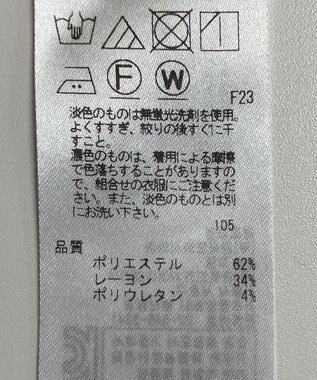 F W
F23
淡色のものは無蛍光洗剤を使用。
よくすすぎ、絞りの後すぐに干
すこと。
濃色のものは、着用による摩擦
で色落ちすることがありますの
で、組合せの衣服にご注意くだ
さい。また、淡色のものとは別
にお洗い下さい。
105
品質
ポリエステル 62%
レーヨン 34%
ポリウレタン 4%